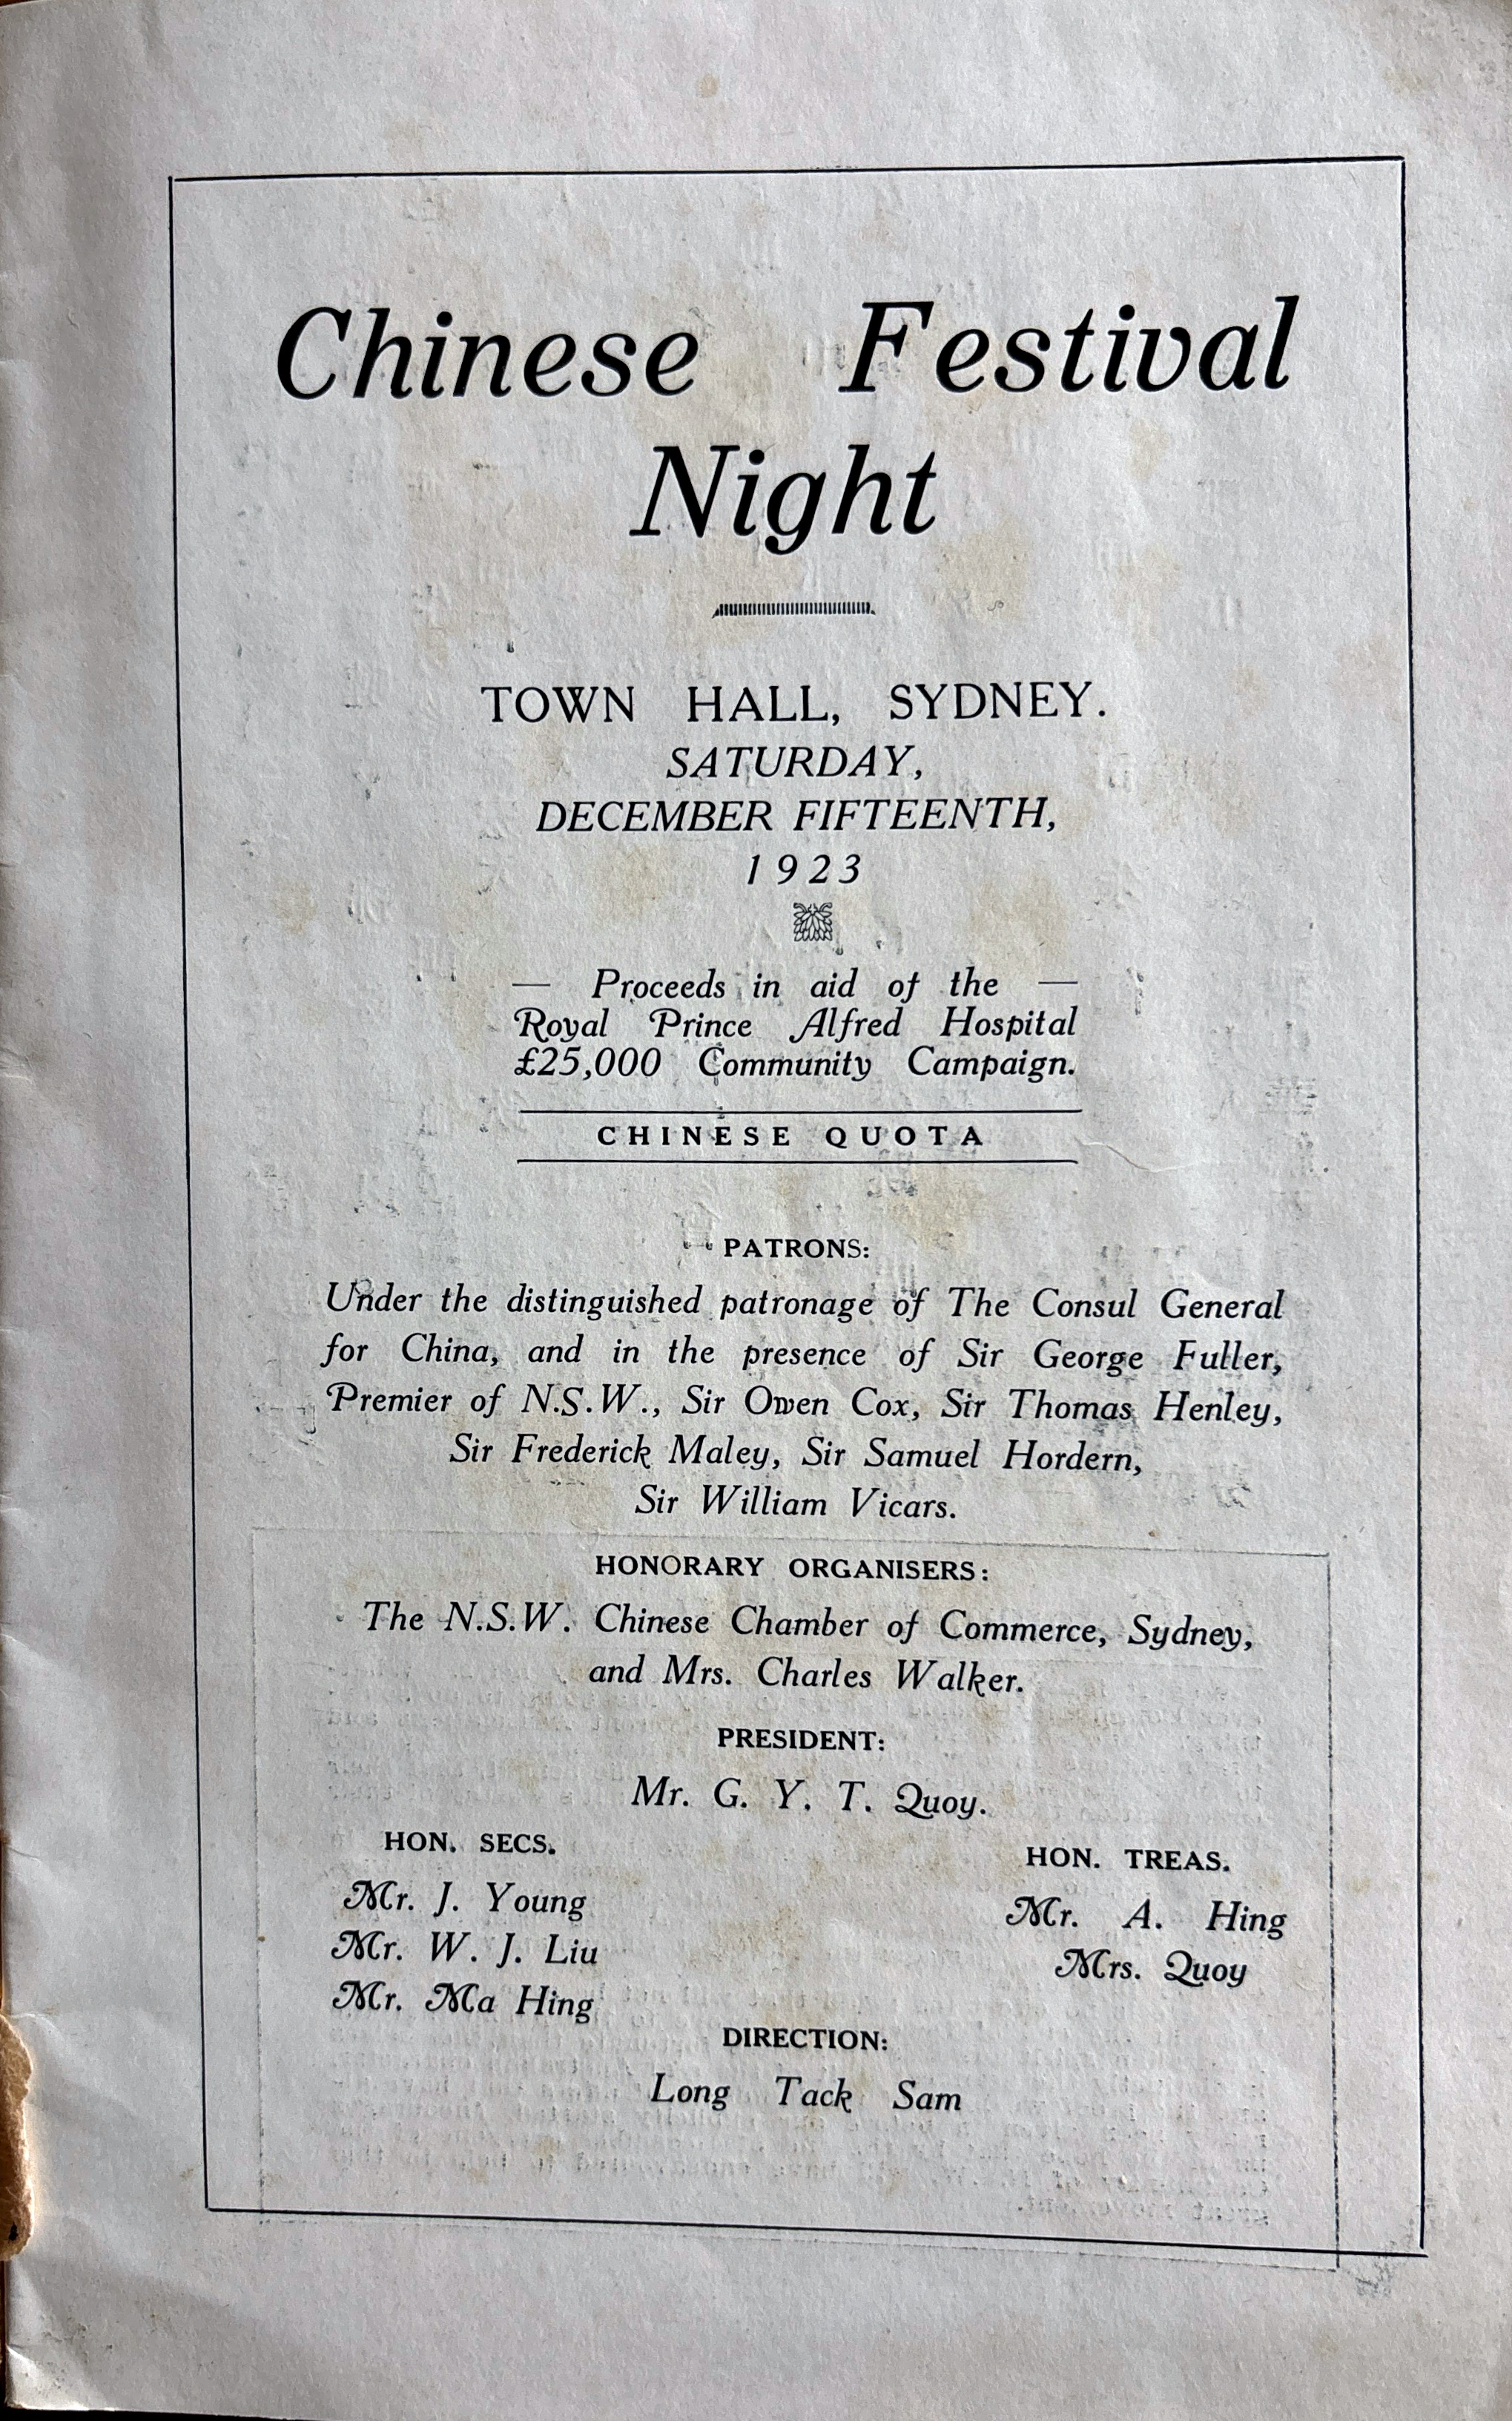 Chinese Festival
Night
TOWN HALL, SYDNEY.
SATURDAY,
DECEMBER FIFTEENTH,
1923
— Proceeds in aid of the —
Royal Prince Alfred Hospital
£25,000 Community Campaign.
CHINESE QUOTA
PATRONS:
Under the distinguished patronage of The Consul General
for China, and in the presence of Sir George Fuller,
Premier of N.S.W., Sir Owen Cox, Sir Thomas Henley,
Sir Frederick Maley, Sir Samuel Hordern,
Sir William Vicars.
HONORARY ORGANISERS:
The N.S.W. Chinese Chamber of Commerce, Sydney,
and Mrs. Charles Walker.
PRESIDENT:
Mr. G. Y. T. Quoy.
HON. SECS.
Mr. J. Young
Mr. W. J. Liu
Mr. Ma Hing
HON. TREAS.
Mr. A. Hing
Mrs. Quoy
DIRECTION:
Long Tack Sam